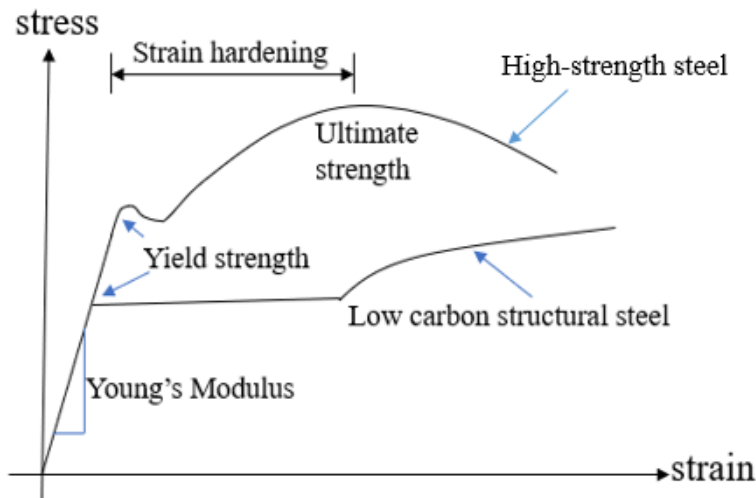 stress
Strain hardening
High-strength steel
Ultimate
strength
Yield strength
Low carbon structural steel
Young’s Modulus
strain